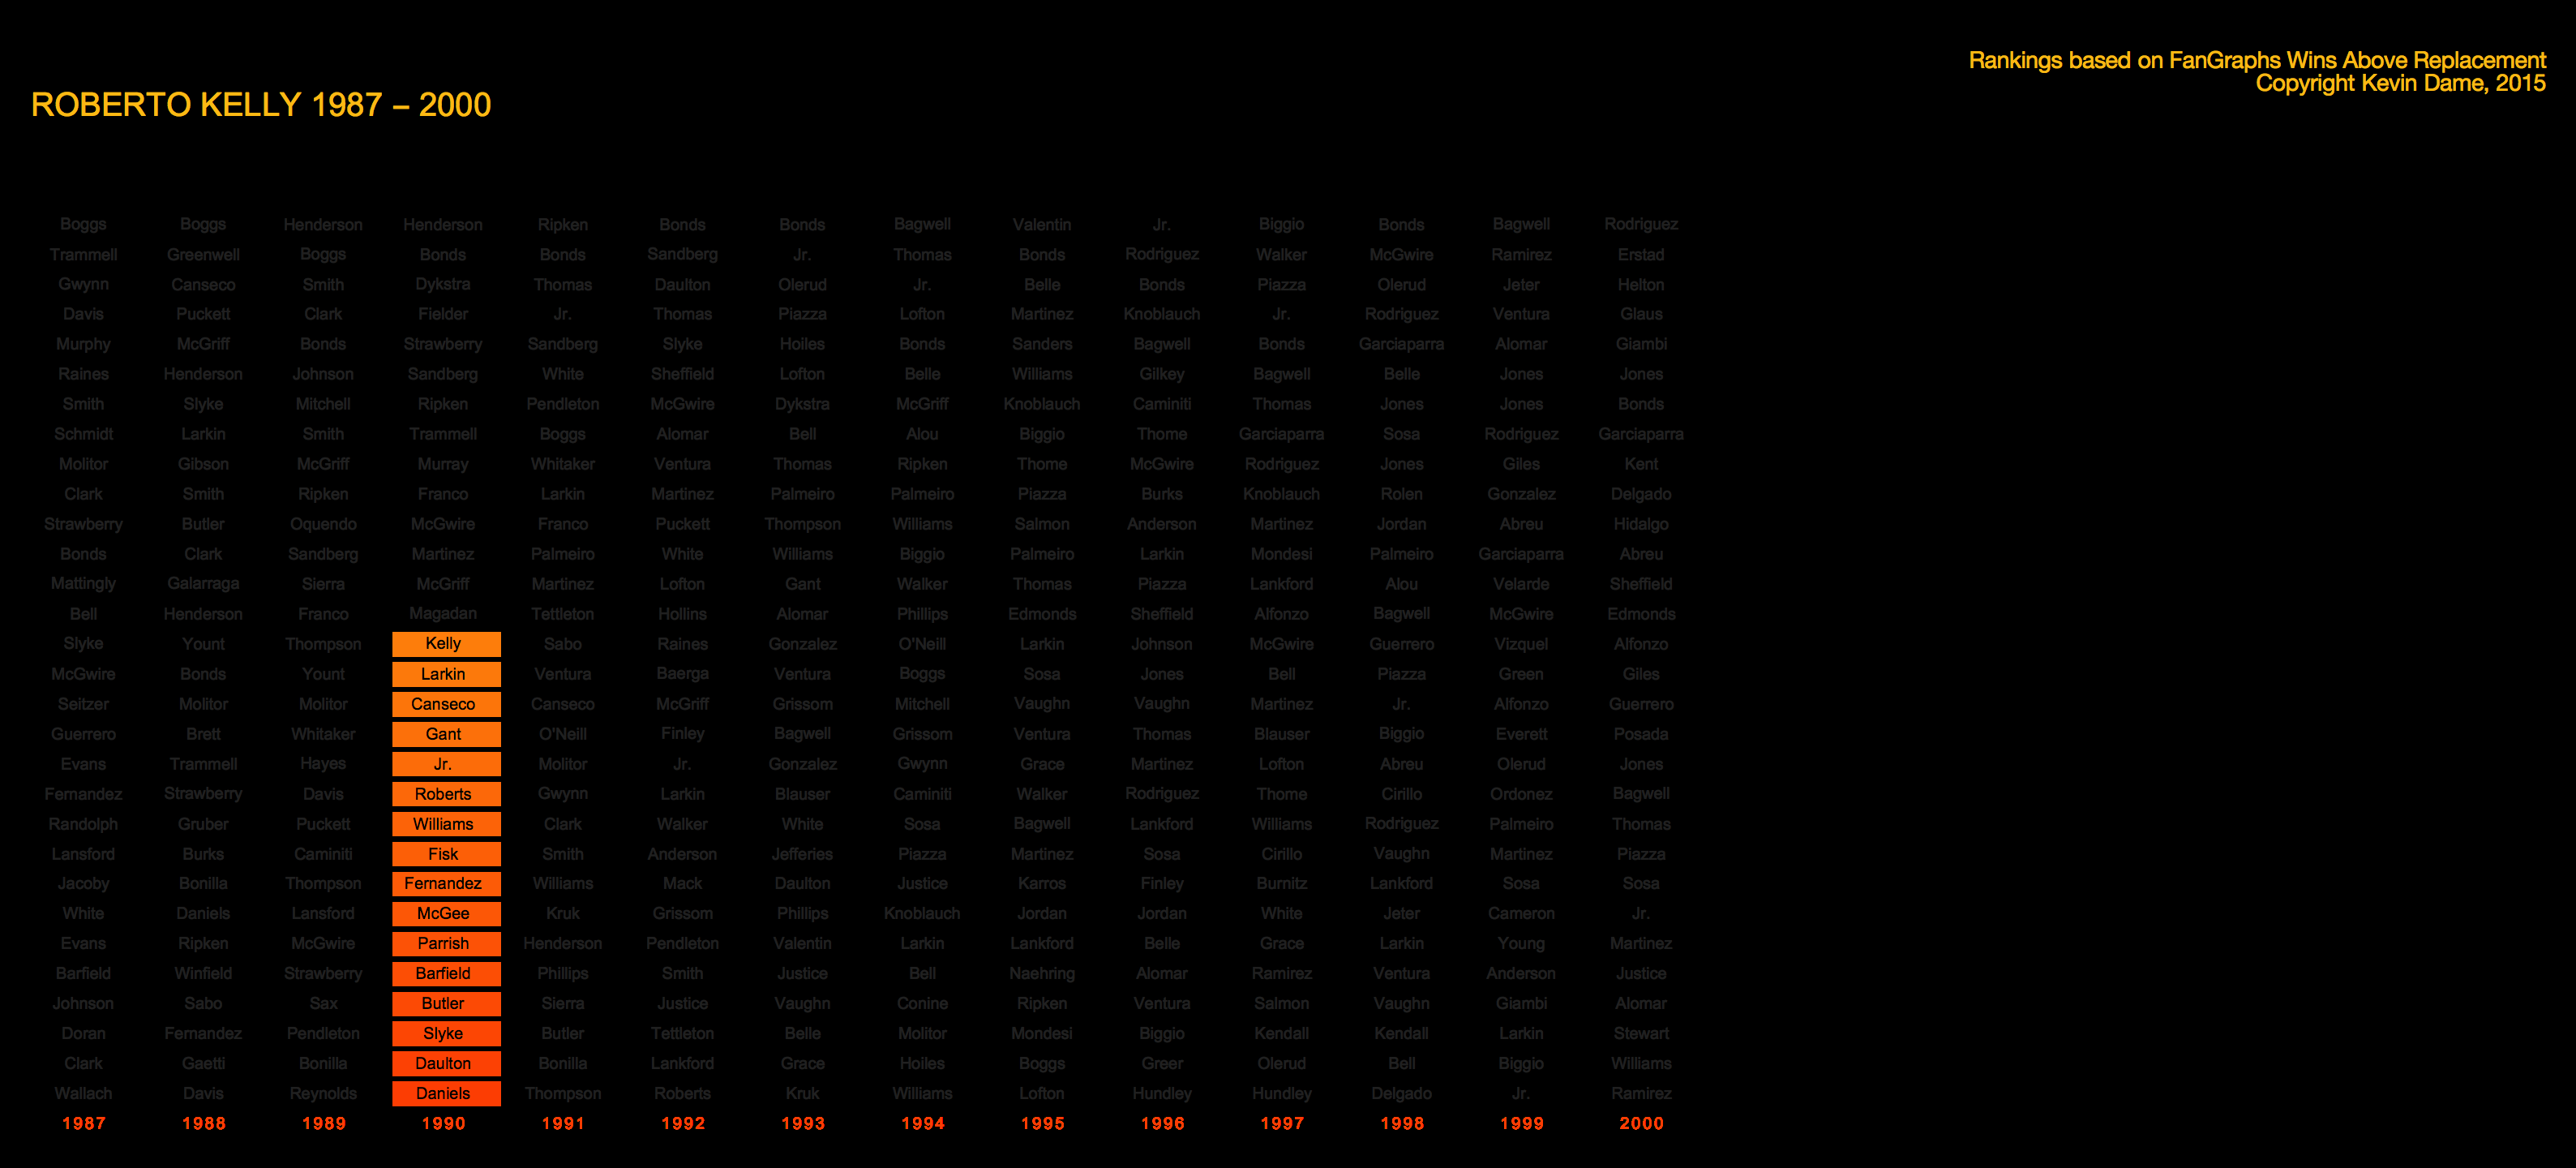 Rankings based on FanGraphs Wins Above Replacement
Copyright Kevin Dame, 2015
ROBERTO KELLY 1987 – 2000
Boggs Boggs Henderson Henderson Ripken Bonds Bonds Bagwell Valentin Jr. Biggio Bonds Bagwell Rodriguez
Trammell Greenwell Boggs Bonds Bonds Sandberg Jr. Thomas Bonds Rodriguez Walker McGwire Ramirez Erstad
Gwynn Canseco Smith Dykstra Thomas Daulton Olerud Jr. Belle Bonds Piazza Olerud Jeter Helton
Davis Puckett Clark Fielder Jr. Thomas Piazza Lofton Martinez Knoblauch Jr. Rodriguez Ventura Glaus
Murphy McGriff Bonds Strawberry Sandberg Slyke Hoiles Bonds Sanders Bagwell Bonds Garciaparra Alomar Giambi
Raines Henderson Johnson Sandberg White Sheffield Lofton Belle Williams Gilkey Bagwell Belle Jones Jones
Smith Slyke Mitchell Ripken Pendleton McGwire Dykstra McGriff Knoblauch Caminiti Thomas Jones Jones Bonds
Schmidt Larkin Smith Trammell Boggs Alomar Bell Alou Biggio Thome Garciaparra Sosa Rodriguez Garciaparra
Molitor Gibson McGriff Murray Whitaker Ventura Thomas Ripken Thome McGwire Rodriguez Jones Giles Kent
Clark Smith Ripken Franco Larkin Martinez Palmeiro Palmeiro Piazza Burks Knoblauch Rolen Gonzalez Delgado
Strawberry Butler Oquendo McGwire Franco Puckett Thompson Williams Salmon Anderson Martinez Jordan Abreu Hidalgo
Bonds Clark Sandberg Martinez Palmeiro White Williams Biggio Palmeiro Larkin Mondesi Palmeiro Garciaparra Abreu
Mattingly Galarraga Sierra McGriff Martinez Lofton Gant Walker Thomas Piazza Lankford Alou Velarde Sheffield
Bell Henderson Franco Magadan Tettleton Hollins Alomar Phillips Edmonds Sheffield Alfonzo Bagwell McGwire Edmonds
Slyke Yount Thompson Kelly Sabo Raines Gonzalez O'Neill Larkin Johnson McGwire Guerrero Vizquel Alfonzo
McGwire Bonds Yount Larkin Ventura Baerga Ventura Boggs Sosa Jones Bell Piazza Green Giles
Seitzer Molitor Molitor Canseco Canseco McGriff Grissom Mitchell Vaughn Vaughn Martinez Jr. Alfonzo Guerrero
Guerrero Brett Whitaker Gant O'Neill Finley Bagwell Grissom Ventura Thomas Blauser Biggio Everett Posada
Evans Trammell Hayes Jr. Molitor Jr. Gonzalez Gwynn Grace Martinez Lofton Abreu Olerud Jones
Fernandez Strawberry Davis Roberts Gwynn Larkin Blauser Caminiti Walker Rodriguez Thome Cirillo Ordonez Bagwell
Randolph Gruber Puckett Williams Clark Walker White Sosa Bagwell Lankford Williams Rodriguez Palmeiro Thomas
Lansford Burks Caminiti Fisk Smith Anderson Jefferies Piazza Martinez Sosa Cirillo Vaughn Martinez Piazza
Jacoby Bonilla Thompson Fernandez Williams Mack Daulton Justice Karros Finley Burnitz Lankford Sosa Sosa
White Daniels Lansford McGee Kruk Grissom Phillips Knoblauch Jordan Jordan White Jeter Cameron Jr.
Evans Ripken McGwire Parrish Henderson Pendleton Valentin Larkin Lankford Belle Grace Larkin Young Martinez
Barfield Winfield Strawberry Barfield Phillips Smith Justice Bell Naehring Alomar Ramirez Ventura Anderson Justice
Johnson Sabo Sax Butler Sierra Justice Vaughn Conine Ripken Ventura Salmon Vaughn Giambi Alomar
Doran Fernandez Pendleton Slyke Butler Tettleton Belle Molitor Mondesi Biggio Kendall Kendall Larkin Stewart
Clark Gaetti Bonilla Daulton Bonilla Lankford Grace Hoiles Boggs Greer Olerud Bell Biggio Williams
Wallach Davis Reynolds Daniels Thompson Roberts Kruk Williams Lofton Hundley Hundley Delgado Jr. Ramirez
1987 1988 1989 1990 1991 1992 1993 1994 1995 1996 1997 1998 1999 2000